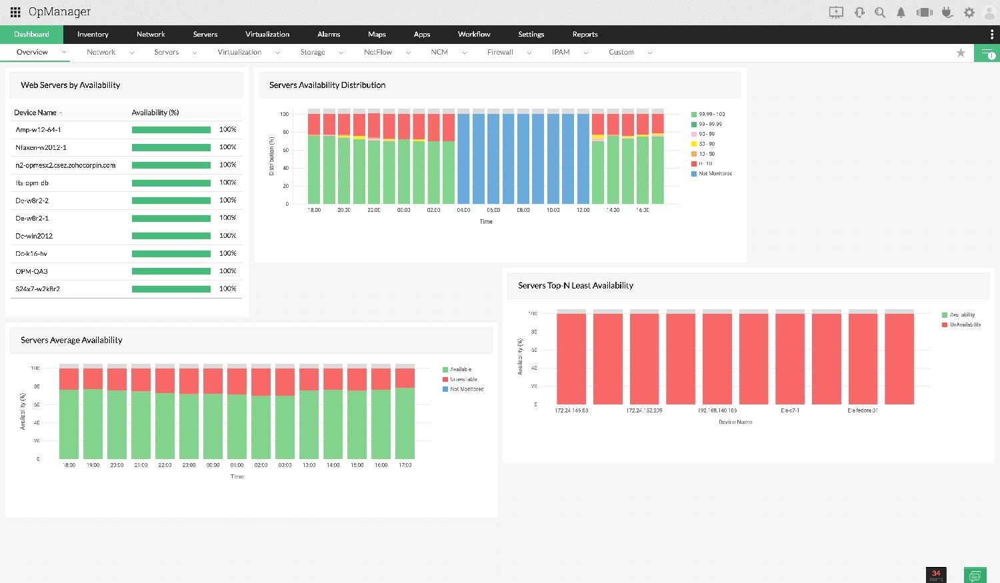 OpManager
Dashboard Inventory Network Servers Virtualization Alarms Maps Apps Workflow Settings Reports
Overview Network Servers Virtualization Storage NetFlow NCM Firewall IPAM Custom
Web Servers by Availability
Device Name Availability (%)
Amp-w12-64-1 100%
Nfaxen-w2012-1 100%
n2-opmesx2.csez.zohocorpin.com 100%
Its-opm-db 100%
De-w8r2-2 100%
De-w8r2-1 100%
Dc-win2012 100%
Dc-k16-hv 100%
OPM-QA3 100%
S24x7-w2k8r2 100%
Servers Availability Distribution
Distribution (%)
100
80
60
40
20
0
18:00 20:00 22:00 00:00 02:00 04:00 06:00 08:00 10:00 12:00 14:00 16:00
Time
99.99 - 100
99 - 99.99
90 - 99
50 - 90
10 - 50
0 - 10
Not Monitored
Servers Top-N Least Availability
Availability (%)
100
80
60
40
20
0
172.24.146.83 172.24.152.209 192.168.140.186 Ela-c7-1 Ela-fedora-31
Device Name
Availability
UnAvailability
Servers Average Availability
Availability (%)
100
80
60
40
20
0
18:00 19:00 20:00 21:00 22:00 23:00 00:00 01:00 02:00 03:00 13:00 14:00 15:00 16:00 17:00
Time
Available
Unavailable
Not Monitored
34
Alarms